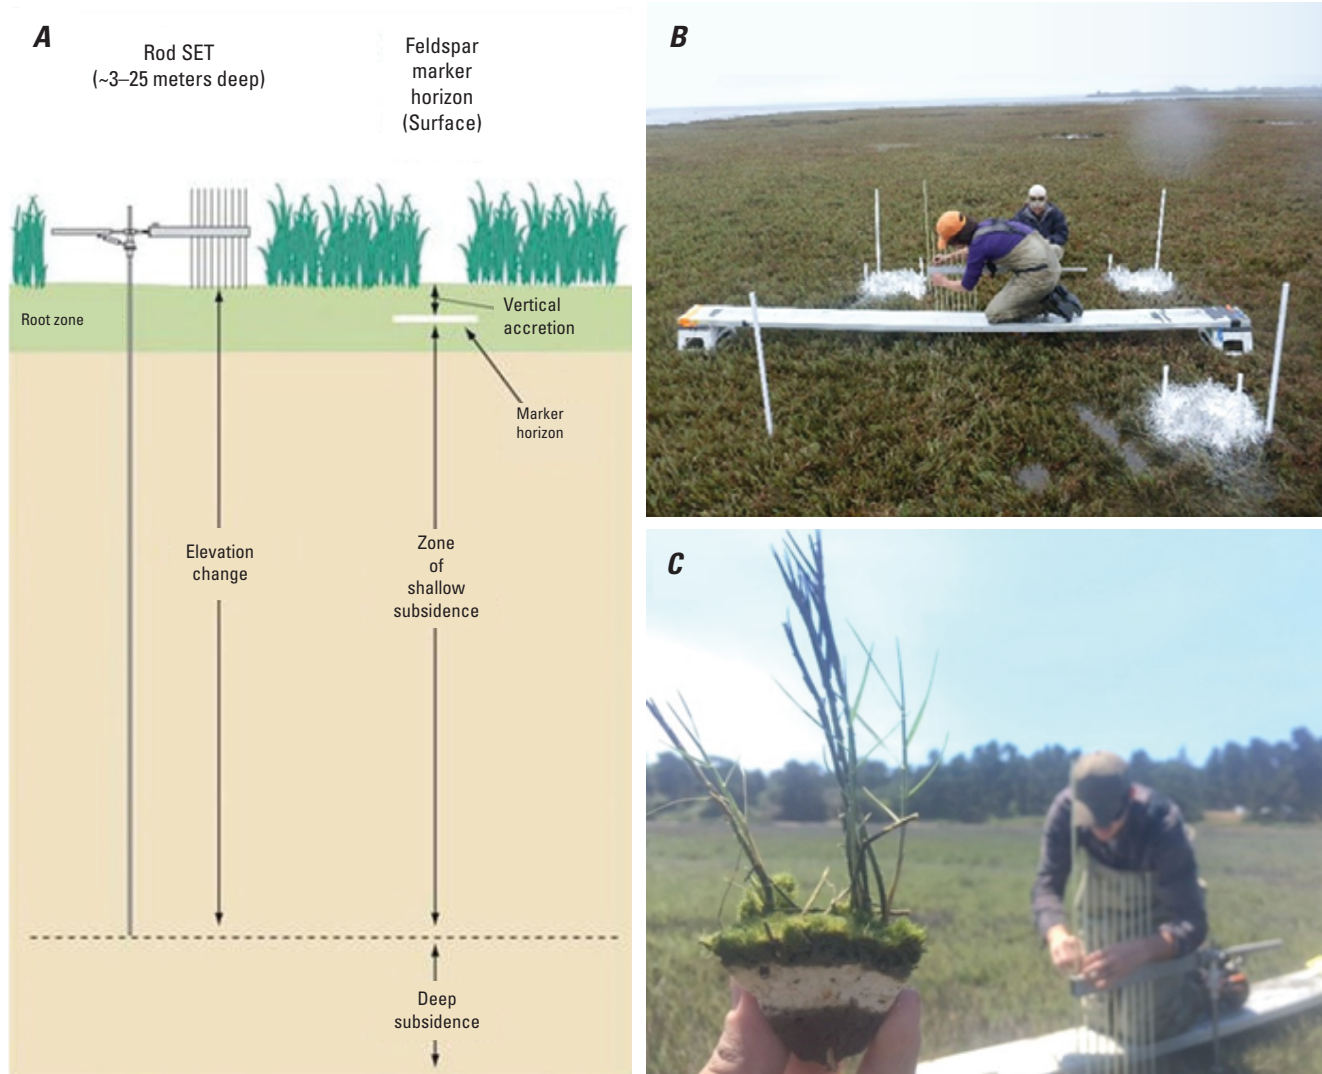 A
Rod SET
(~3–25 meters deep)
Feldspar
marker
horizon
(Surface)
Root zone
Vertical
accretion
Marker
horizon
Elevation
change
Zone
of
shallow
subsidence
Deep
subsidence
B
C